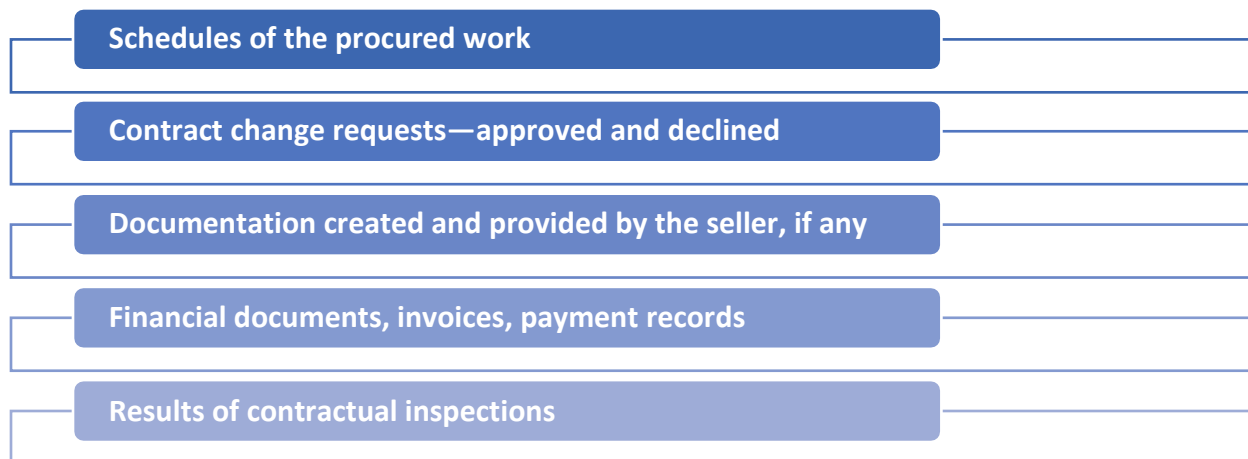 Schedules of the procured work
Contract change requests—approved and declined
Documentation created and provided by the seller, if any
Financial documents, invoices, payment records
Results of contractual inspections